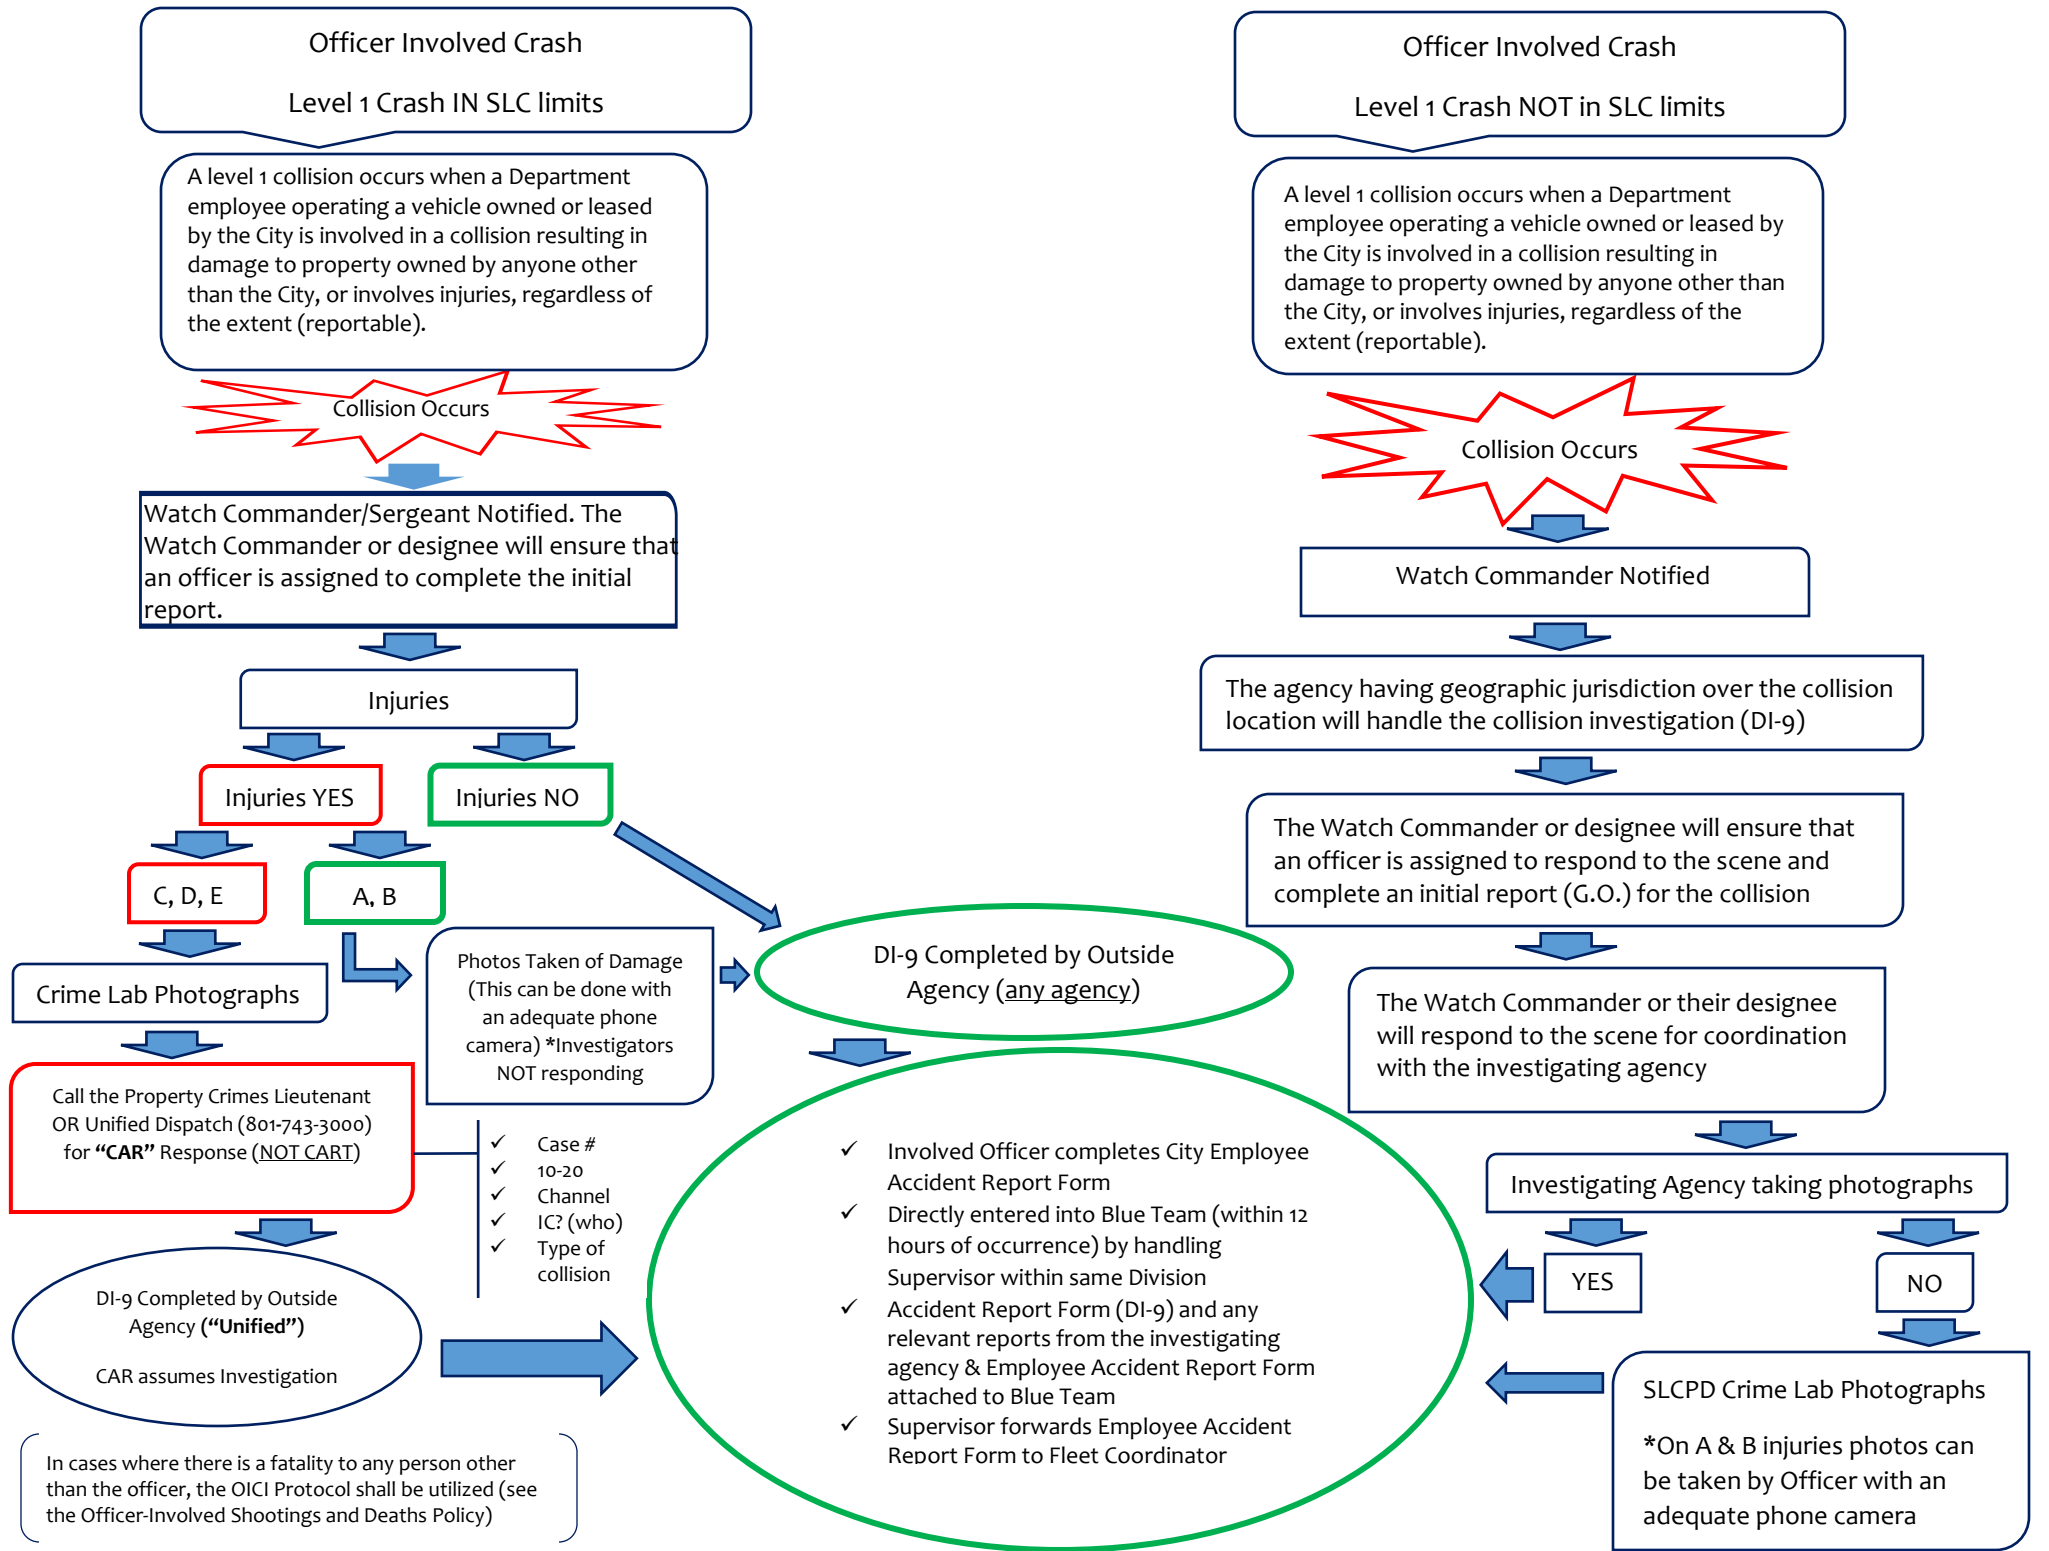 Officer Involved Crash
Level 1 Crash IN SLC limits
A level 1 collision occurs when a Department
employee operating a vehicle owned or leased
by the City is involved in a collision resulting in
damage to property owned by anyone other
than the City, or involves injuries, regardless of
the extent (reportable).
Collision Occurs
Watch Commander/Sergeant Notified. The
Watch Commander or designee will ensure that
an officer is assigned to complete the initial
report.
Injuries
Injuries YES
Injuries NO
C, D, E
A, B
Crime Lab Photographs
Photos Taken of Damage
(This can be done with
an adequate phone
camera) *Investigators
NOT responding
Call the Property Crimes Lieutenant
OR Unified Dispatch (801-743-3000)
for “CAR” Response (NOT CART)
✓ Case #
✓ 10-20
✓ Channel
✓ IC? (who)
✓ Type of
collision
DI-9 Completed by Outside
Agency (“Unified”)
CAR assumes Investigation
In cases where there is a fatality to any person other
than the officer, the OICI Protocol shall be utilized (see
the Officer-Involved Shootings and Deaths Policy)
DI-9 Completed by Outside
Agency (any agency)
✓ Involved Officer completes City Employee
Accident Report Form
✓ Directly entered into Blue Team (within 12
hours of occurrence) by handling
Supervisor within same Division
✓ Accident Report Form (DI-9) and any
relevant reports from the investigating
agency & Employee Accident Report Form
attached to Blue Team
✓ Supervisor forwards Employee Accident
Report Form to Fleet Coordinator
Officer Involved Crash
Level 1 Crash NOT in SLC limits
A level 1 collision occurs when a Department
employee operating a vehicle owned or leased by
the City is involved in a collision resulting in
damage to property owned by anyone other than
the City, or involves injuries, regardless of the
extent (reportable).
Collision Occurs
Watch Commander Notified
The agency having geographic jurisdiction over the collision
location will handle the collision investigation (DI-9)
The Watch Commander or designee will ensure that
an officer is assigned to respond to the scene and
complete an initial report (G.O.) for the collision
The Watch Commander or their designee
will respond to the scene for coordination
with the investigating agency
Investigating Agency taking photographs
YES
NO
SLCPD Crime Lab Photographs
*On A & B injuries photos can
be taken by Officer with an
adequate phone camera